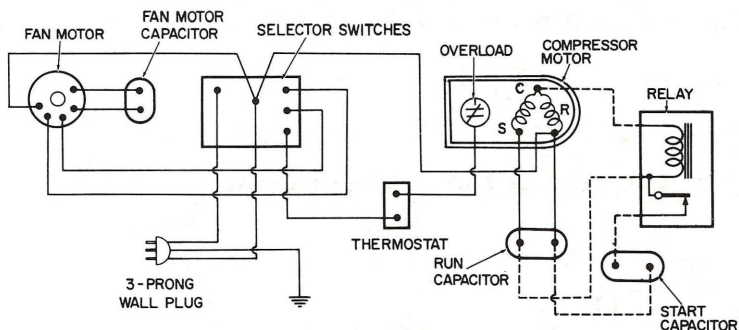 FAN MOTOR
FAN MOTOR
CAPACITOR
SELECTOR SWITCHES
OVERLOAD
COMPRESSOR
MOTOR
RELAY
C
R
S
THERMOSTAT
RUN
CAPACITOR
3-PRONG
WALL PLUG
START
CAPACITOR